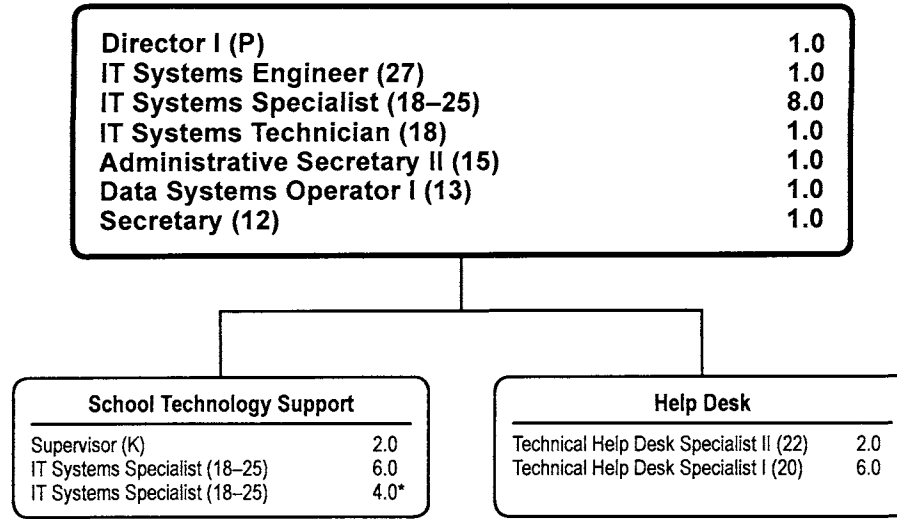 Director I (P) 1.0
IT Systems Engineer (27) 1.0
IT Systems Specialist (18–25) 8.0
IT Systems Technician (18) 1.0
Administrative Secretary II (15) 1.0
Data Systems Operator I (13) 1.0
Secretary (12) 1.0
School Technology Support
Supervisor (K) 2.0
IT Systems Specialist (18–25) 6.0
IT Systems Specialist (18–25) 4.0*
Help Desk
Technical Help Desk Specialist II (22) 2.0
Technical Help Desk Specialist I (20) 6.0